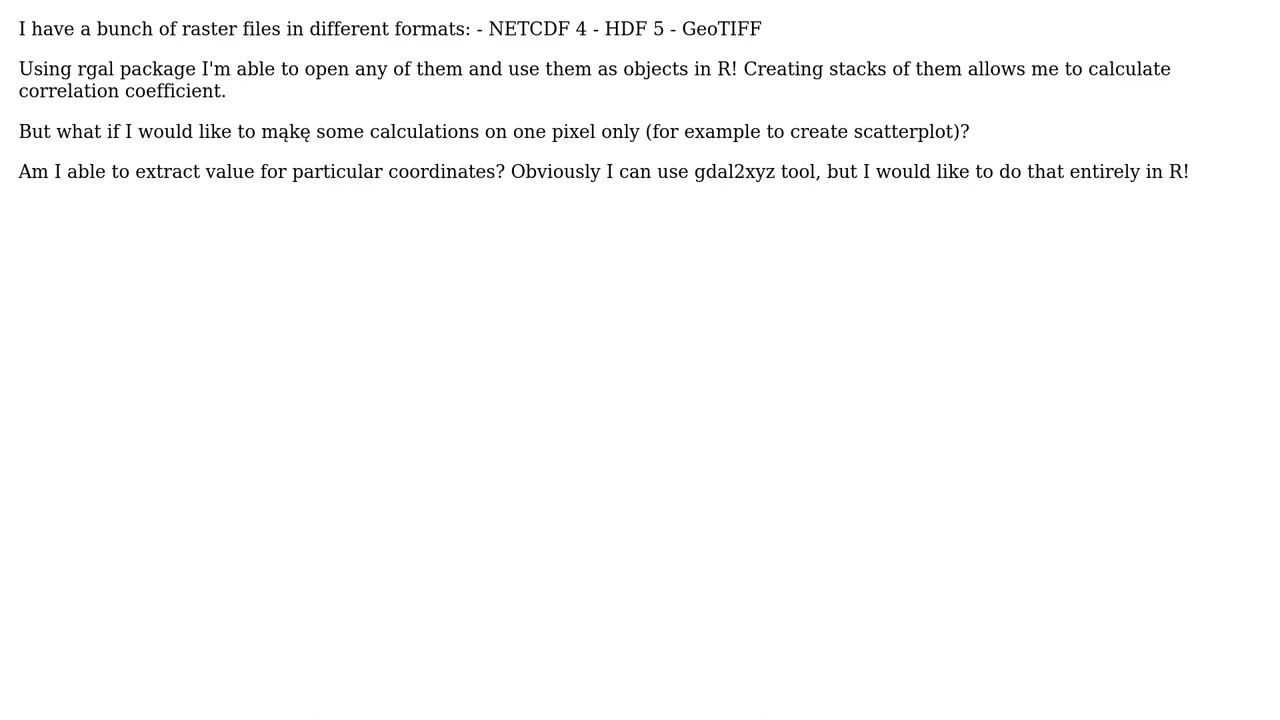 I have a bunch of raster files in different formats: - NETCDF 4 - HDF 5 - GeoTIFF
Using rgal package I'm able to open any of them and use them as objects in R! Creating stacks of them allows me to calculate
correlation coefficient.
But what if I would like to mąkę some calculations on one pixel only (for example to create scatterplot)?
Am I able to extract value for particular coordinates? Obviously I can use gdal2xyz tool, but I would like to do that entirely in R!